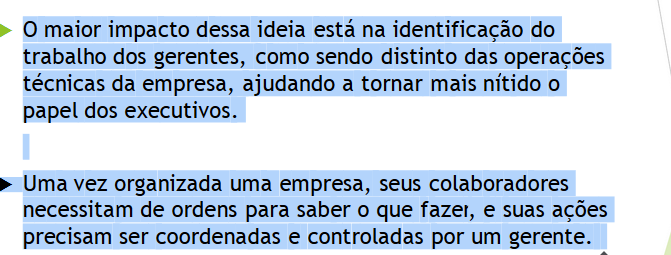 O maior impacto dessa ideia está na identificação do
trabalho dos gerentes, como sendo distinto das operações
técnicas da empresa, ajudando a tornar mais nítido o
papel dos executivos.
Uma vez organizada uma empresa, seus colaboradores
necessitam de ordens para saber o que fazer, e suas ações
precisam ser coordenadas e controladas por um gerente.